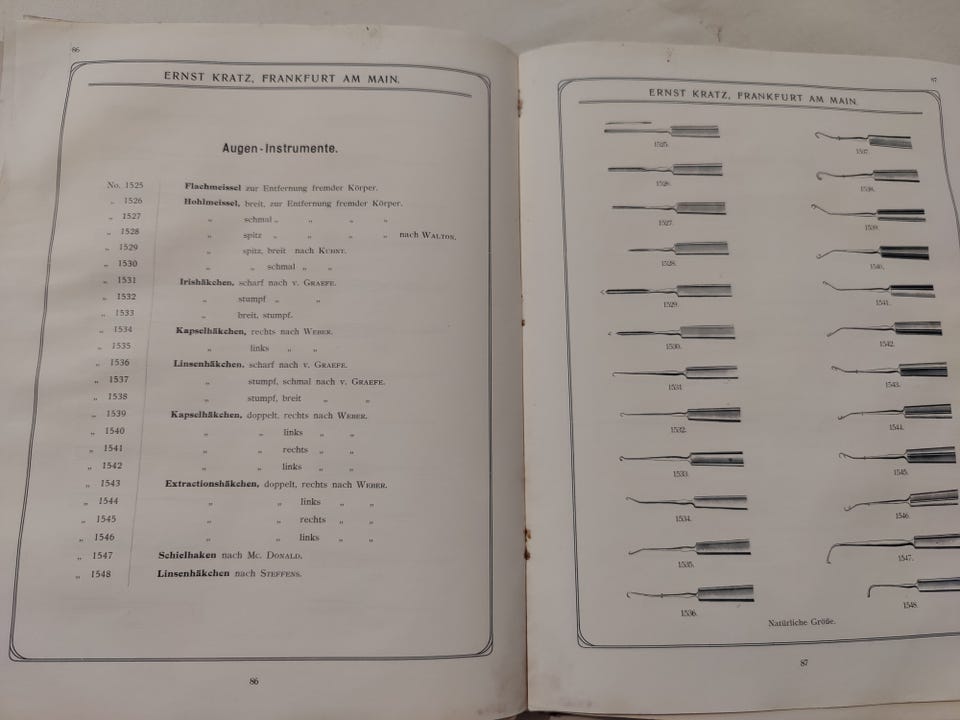 86
ERNST KRATZ, FRANKFURT AM MAIN.
Augen-Instrumente.
No. 1525 Flachmeissel zur Entfernung fremder Körper.
„ 1526 Hohlmeissel, breit, zur Entfernung fremder Körper.
„ 1527 „ schmal „ „ „ „
„ 1528 „ spitz „ „ „ „ nach WALTON.
„ 1529 „ spitz, breit nach KUHNT.
„ 1530 „ „ schmal „ „
„ 1531 Irishäkchen, scharf nach v. GRAEFE.
„ 1532 „ stumpf „ „
„ 1533 „ breit, stumpf.
„ 1534 Kapselhäkchen, rechts nach WEBER.
„ 1535 „ links „ „
„ 1536 Linsenhäkchen, scharf nach v. GRAEFE.
„ 1537 „ stumpf, schmal nach v. GRAEFE.
„ 1538 „ stumpf, breit „ „
„ 1539 Kapselhäkchen, doppelt, rechts nach WEBER.
„ 1540 „ „ links „ „
„ 1541 „ „ rechts „ „
„ 1542 „ „ links „ „
„ 1543 Extractionshäkchen, doppelt, rechts nach WEBER.
„ 1544 „ „ links „ „
„ 1545 „ „ rechts „ „
„ 1546 „ „ links „ „
„ 1547 Schielhaken nach Mc. DONALD.
„ 1548 Linsenhäkchen nach STEFFENS.
86
87
ERNST KRATZ, FRANKFURT AM MAIN.
1525.
1526.
1527.
1528.
1529.
1530.
1531.
1532.
1533.
1534.
1535.
1536.
1537.
1538.
1539.
1540.
1541.
1542.
1543.
1544.
1545.
1546.
1547.
1548.
Natürliche Größe.
87